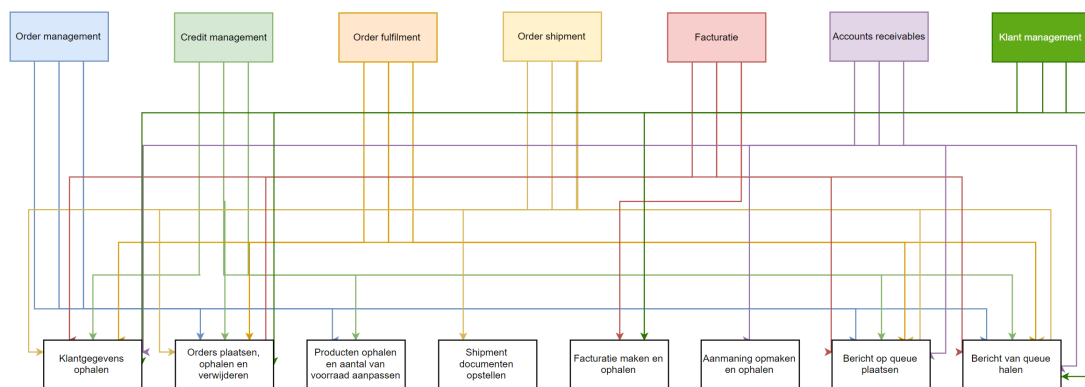 Order management
Credit management
Order fulfilment
Order shipment
Facturatie
Accounts receivables
Klant management
Klantgegevens
ophalen
Orders plaatsen,
ophalen en
verwijderen
Producten ophalen
en aantal van
voorraad aanpassen
Shipment
documenten
opstellen
Facturatie maken en
ophalen
Aanmaning opmaken
en ophalen
Bericht op queue
plaatsen
Bericht van queue
halen